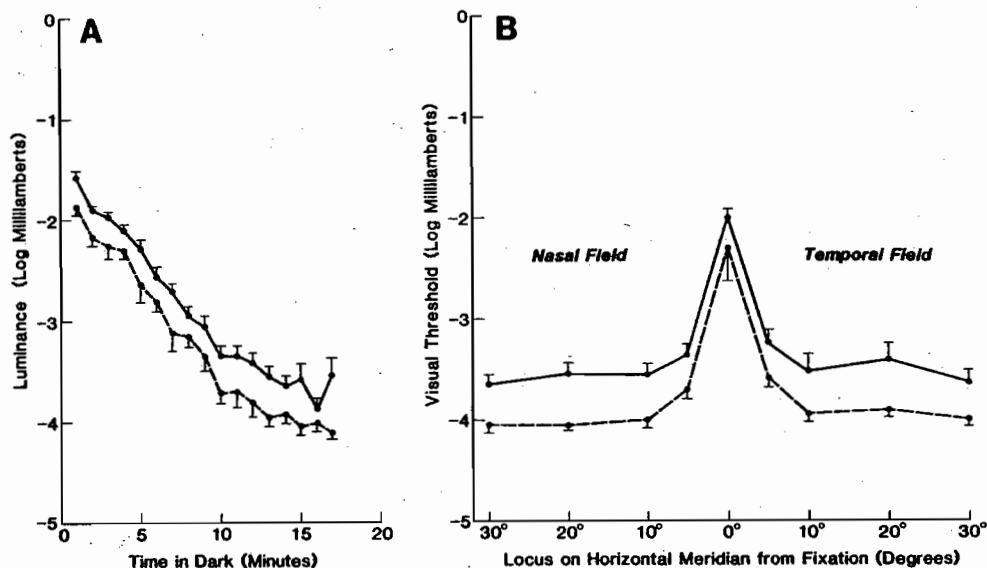 A
Luminance (Log Millilamberts)
0
−1
−2
−3
−4
−5
0
5
10
15
20
Time in Dark (Minutes)
B
Visual Threshold (Log Millilamberts)
0
−1
−2
−3
−4
−5
Nasal Field
Temporal Field
30° 20° 10° 0° 10° 20° 30°
Locus on Horizontal Meridian from Fixation (Degrees)